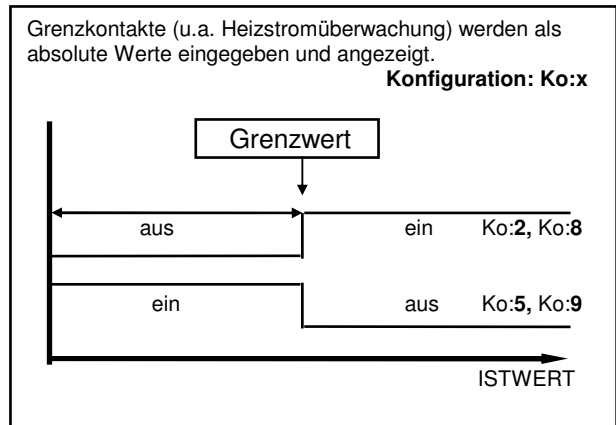 Grenzkontakte (u.a. Heizstromüberwachung) werden als
absolute Werte eingegeben und angezeigt.
Konfiguration: Ko:x
Grenzwert
aus ein Ko:2, Ko:8
ein aus Ko:5, Ko:9
ISTWERT